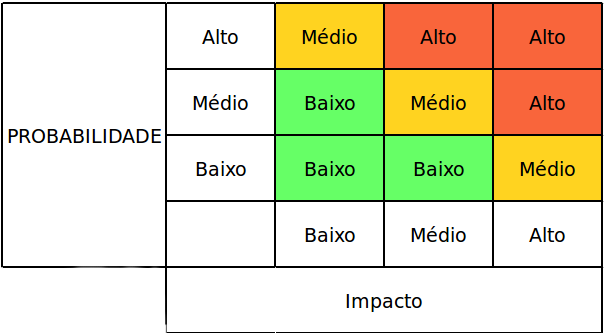 Alto Médio Alto Alto
Médio Baixo Médio Alto
PROBABILIDADE
Baixo Baixo Baixo Médio
Baixo Médio Alto
Impacto